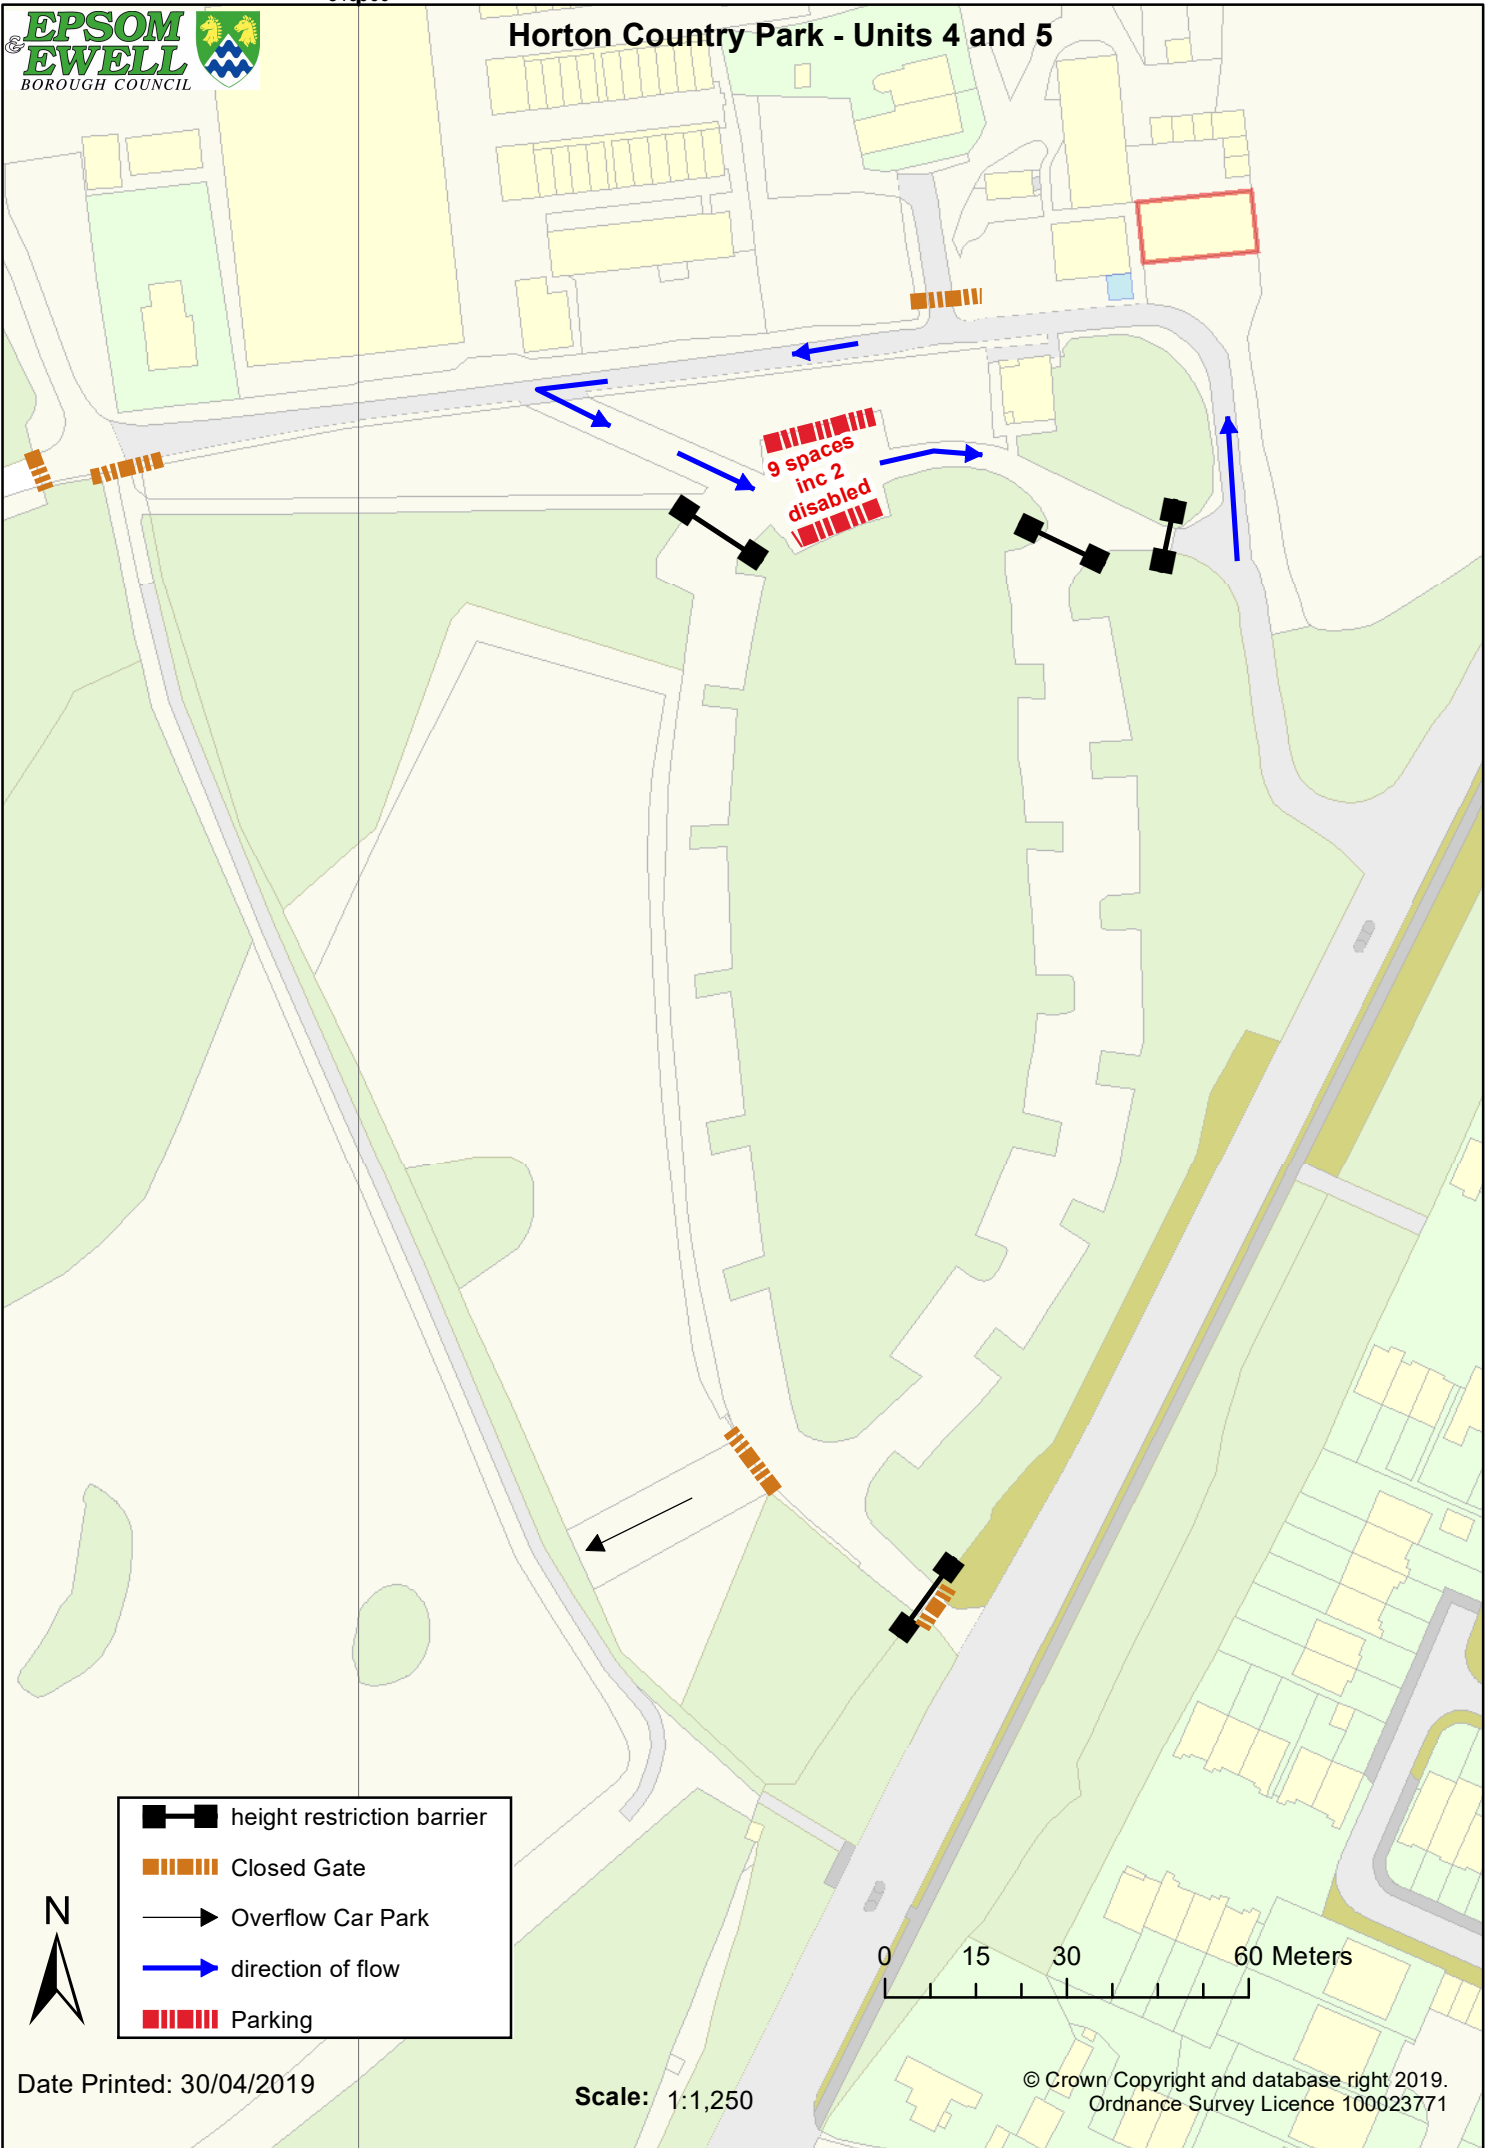 EPSOM
& EWELL
BOROUGH COUNCIL
Horton Country Park - Units 4 and 5
9 spaces
inc 2
disabled
height restriction barrier
Closed Gate
Overflow Car Park
direction of flow
Parking
N
0 15 30 60 Meters
Date Printed: 30/04/2019
Scale: 1:1,250
© Crown Copyright and database right 2019.
Ordnance Survey Licence 100023771